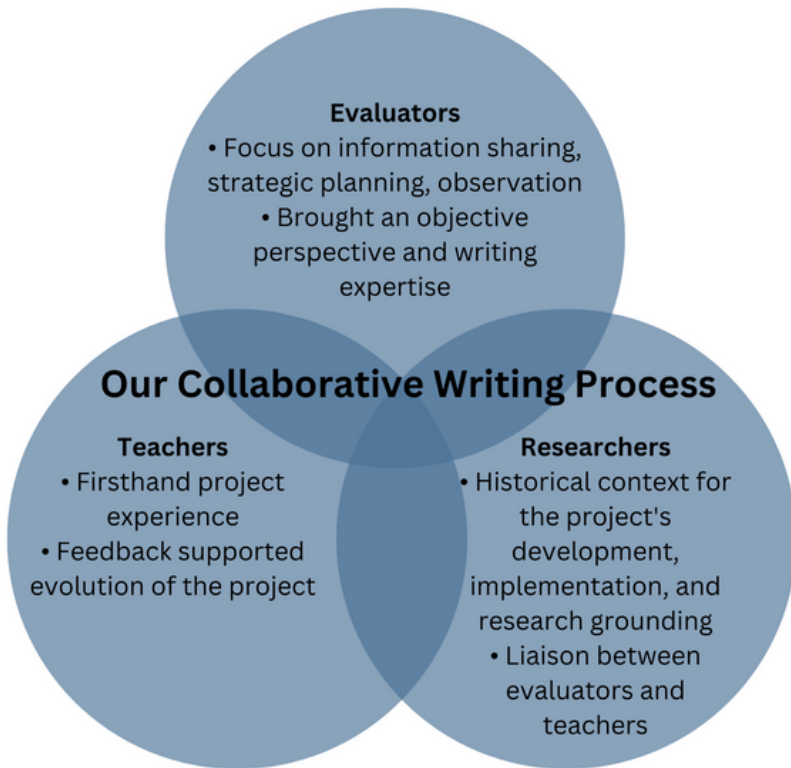 Evaluators
• Focus on information sharing,
strategic planning, observation
• Brought an objective
perspective and writing
expertise
Our Collaborative Writing Process
Teachers
• Firsthand project
experience
• Feedback supported
evolution of the project
Researchers
• Historical context for
the project's
development,
implementation, and
research grounding
• Liaison between
evaluators and
teachers